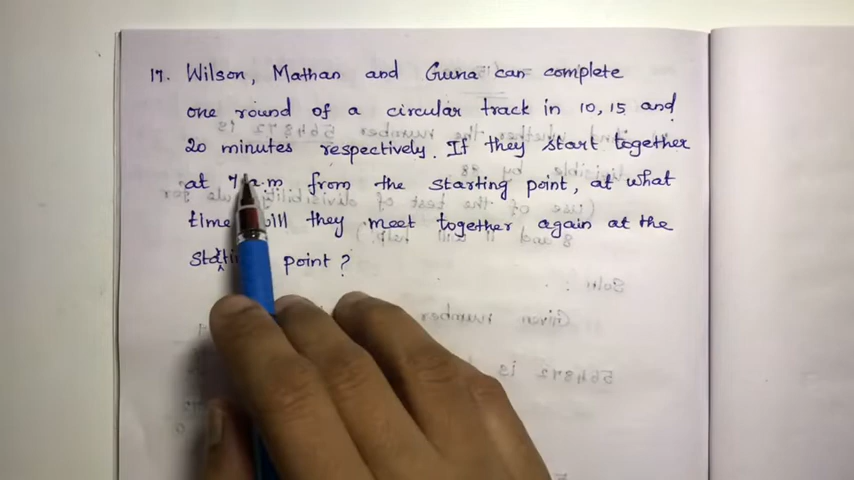 17. Wilson, Mathan and Guna can complete
one round of a circular track in 10, 15 and
20 minutes respectively. If they start together
at 7 a.m from the starting point, at what
time will they meet together again at the
point?